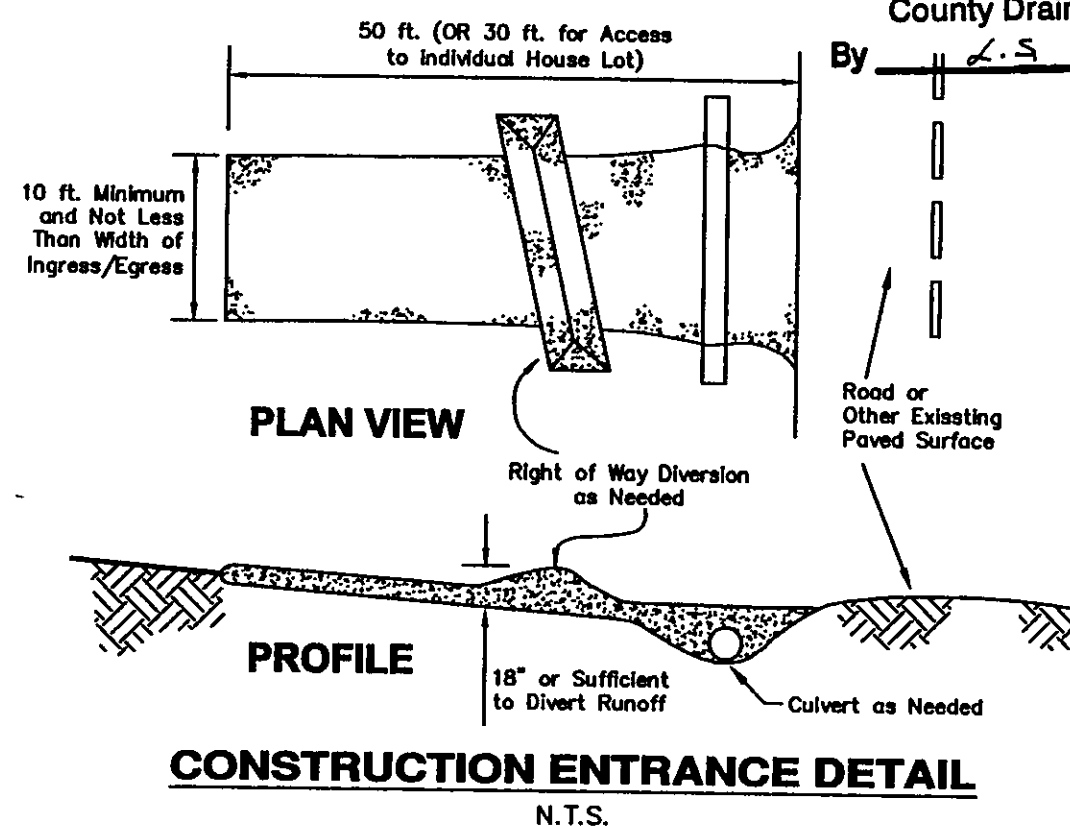 County Drain
By L.S
50 ft. (OR 30 ft. for Access
to Individual House Lot)
10 ft. Minimum
and Not Less
Than Width of
Ingress/Egress
PLAN VIEW
Right of Way Diversion
as Needed
Road or
Other Exissting
Paved Surface
PROFILE
18" or Sufficient
to Divert Runoff
Culvert as Needed
CONSTRUCTION ENTRANCE DETAIL
N.T.S.